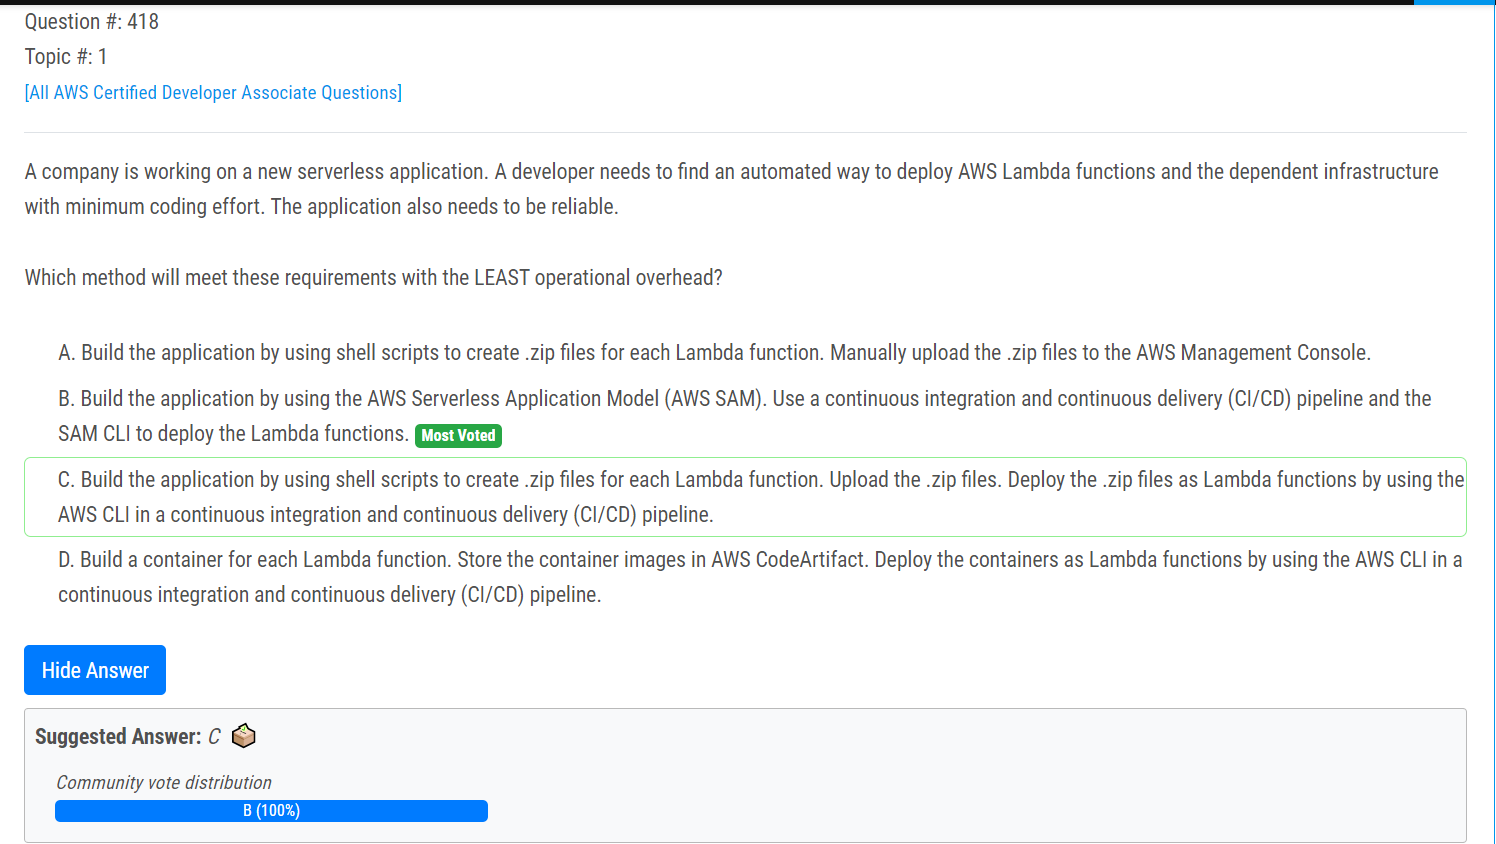 Question #: 418
Topic #: 1
[All AWS Certified Developer Associate Questions]
A company is working on a new serverless application. A developer needs to find an automated way to deploy AWS Lambda functions and the dependent infrastructure
with minimum coding effort. The application also needs to be reliable.
Which method will meet these requirements with the LEAST operational overhead?
A. Build the application by using shell scripts to create .zip files for each Lambda function. Manually upload the .zip files to the AWS Management Console.
B. Build the application by using the AWS Serverless Application Model (AWS SAM). Use a continuous integration and continuous delivery (CI/CD) pipeline and the
SAM CLI to deploy the Lambda functions. Most Voted
C. Build the application by using shell scripts to create .zip files for each Lambda function. Upload the .zip files. Deploy the .zip files as Lambda functions by using the
AWS CLI in a continuous integration and continuous delivery (CI/CD) pipeline.
D. Build a container for each Lambda function. Store the container images in AWS CodeArtifact. Deploy the containers as Lambda functions by using the AWS CLI in a
continuous integration and continuous delivery (CI/CD) pipeline.
Hide Answer
Suggested Answer: C
Community vote distribution
B (100%)